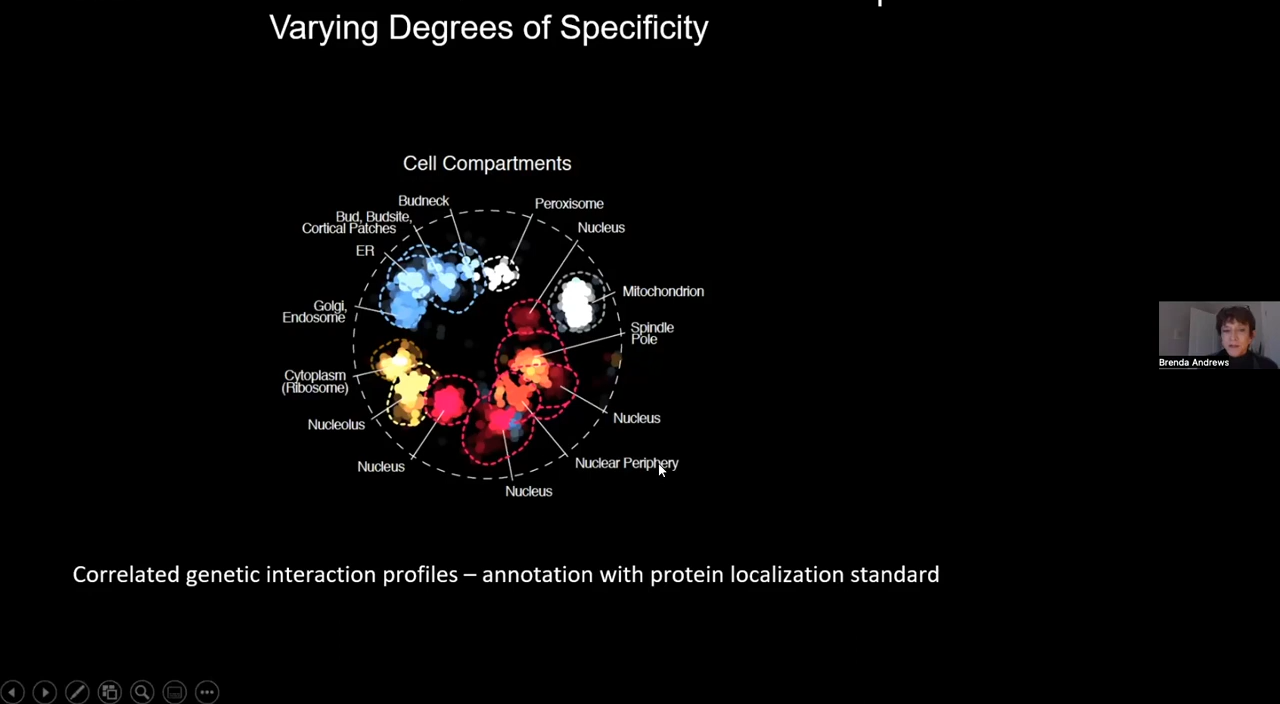 Varying Degrees of Specificity
Cell Compartments
Budneck
Peroxisome
Bud, Budsite,
Cortical Patches
Nucleus
ER
Mitochondrion
Golgi,
Endosome
Spindle
Pole
Cytoplasm
(Ribosome)
Nucleolus
Nucleus
Nucleus
Nuclear Periphery
Nucleus
Correlated genetic interaction profiles – annotation with protein localization standard
Brenda Andrews